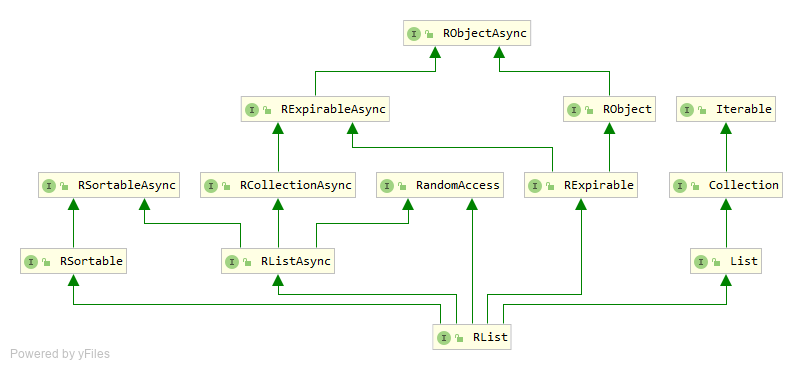 RObjectAsync
RExpirableAsync
RObject
Iterable
RSortableAsync
RCollectionAsync
RandomAccess
RExpirable
Collection
RSortable
RListAsync
List
RList
Powered by yFiles